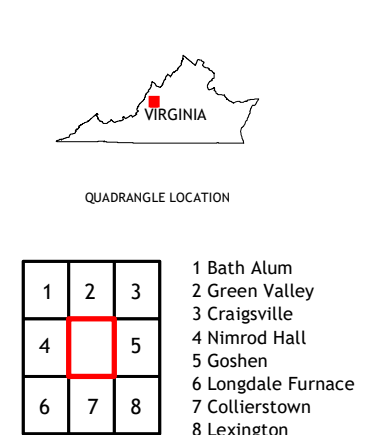 VIRGINIA
QUADRANGLE LOCATION
1 2 3
4 5
6 7 8
1 Bath Alum
2 Green Valley
3 Craigsville
4 Nimrod Hall
5 Goshen
6 Longdale Furnace
7 Collierstown
8 Lexington